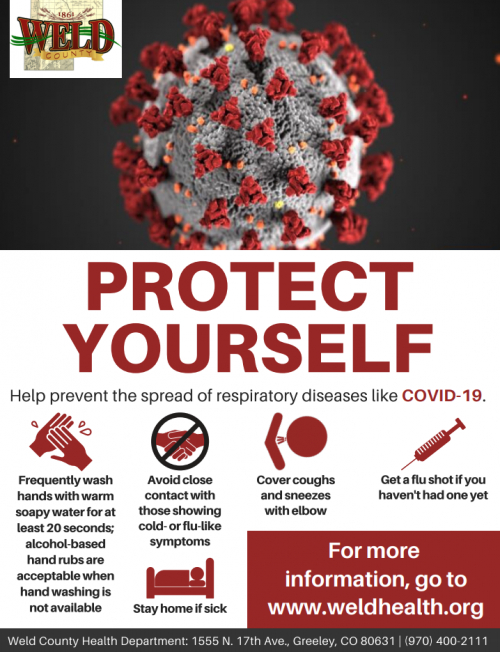 1861
WELD
COUNTY
PROTECT
YOURSELF
Help prevent the spread of respiratory diseases like COVID-19.
Frequently wash
hands with warm
soapy water for at
least 20 seconds;
alcohol-based
hand rubs are
acceptable when
hand washing is
not available
Avoid close
contact with
those showing
cold- or flu-like
symptoms
Stay home if sick
Cover coughs
and sneezes
with elbow
Get a flu shot if you
haven't had one yet
For more
information, go to
www.weldhealth.org
Weld County Health Department: 1555 N. 17th Ave., Greeley, CO 80631 | (970) 400-2111